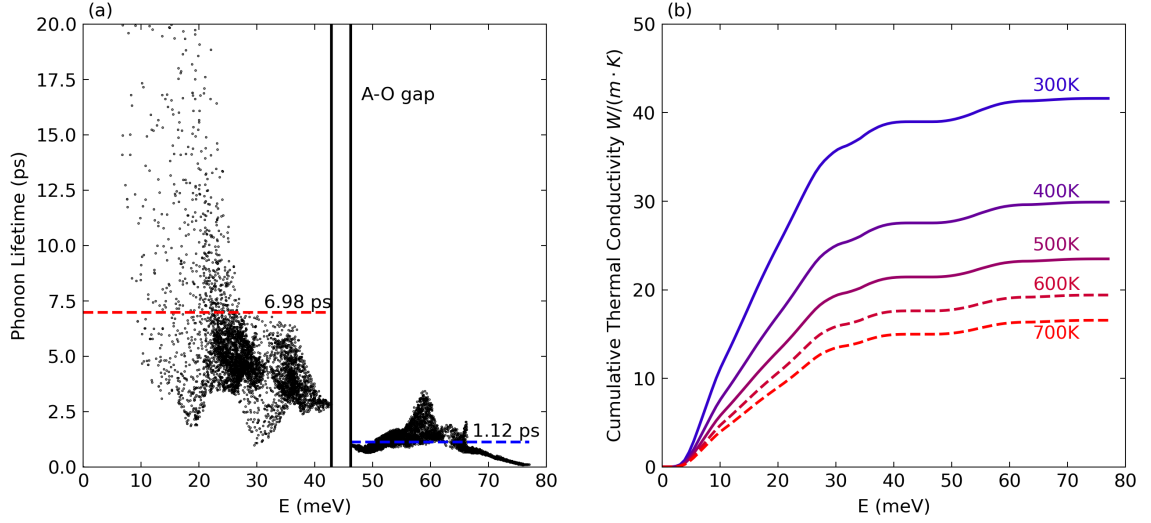 (a)
20.0
17.5
15.0
12.5
10.0
7.5
5.0
2.5
0.0
Phonon Lifetime (ps)
A-O gap
6.98 ps
1.12 ps
0 10 20 30 40 50 60 70 80
E (meV)
(b)
50
40
30
20
10
0
Cumulative Thermal Conductivity W/(m · K)
300K
400K
500K
600K
700K
0 10 20 30 40 50 60 70 80
E (meV)